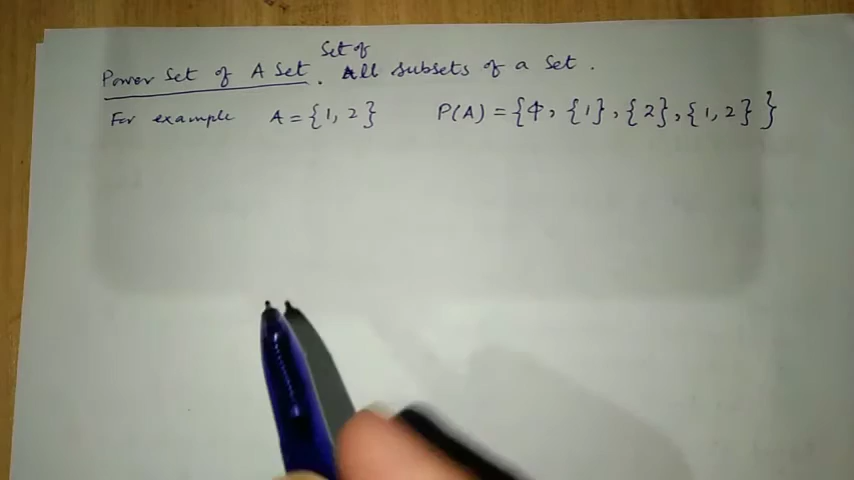 Set of
Power Set of A Set . All subsets of a Set .
For example A = {1, 2} P(A) = {φ, {1}, {2}, {1, 2} }